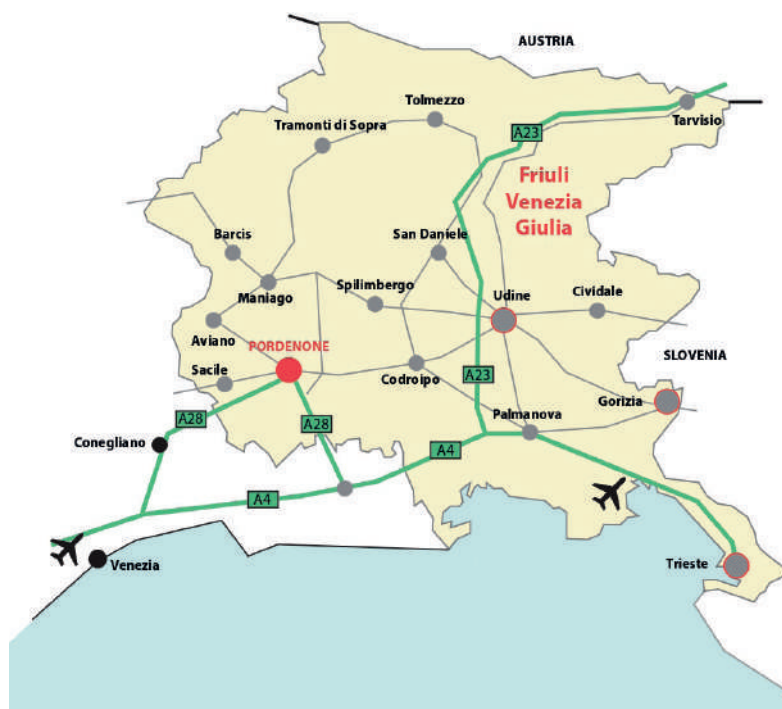 AUSTRIA
Tolmezzo
Tarvisio
Tramonti di Sopra
A23
Friuli
Venezia
Giulia
Barcis
San Daniele
Maniago
Spilimbergo
Udine
Cividale
Aviano
PORDENONE
SLOVENIA
Sacile
Codroipo
A23
Gorizia
A28
A28
Palmanova
Conegliano
A4
A4
Venezia
Trieste